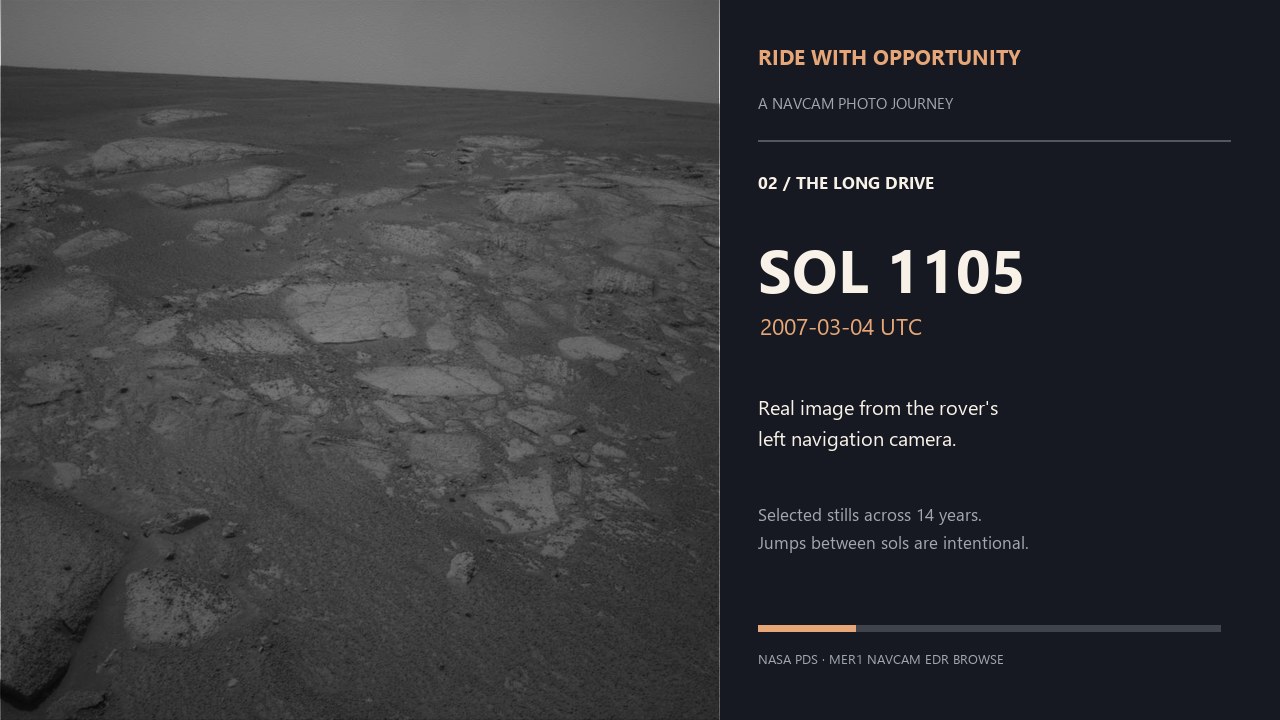 RIDE WITH OPPORTUNITY
A NAVCAM PHOTO JOURNEY
02 / THE LONG DRIVE
SOL 1105
2007-03-04 UTC
Real image from the rover's
left navigation camera.
Selected stills across 14 years.
Jumps between sols are intentional.
NASA PDS · MER1 NAVCAM EDR BROWSE